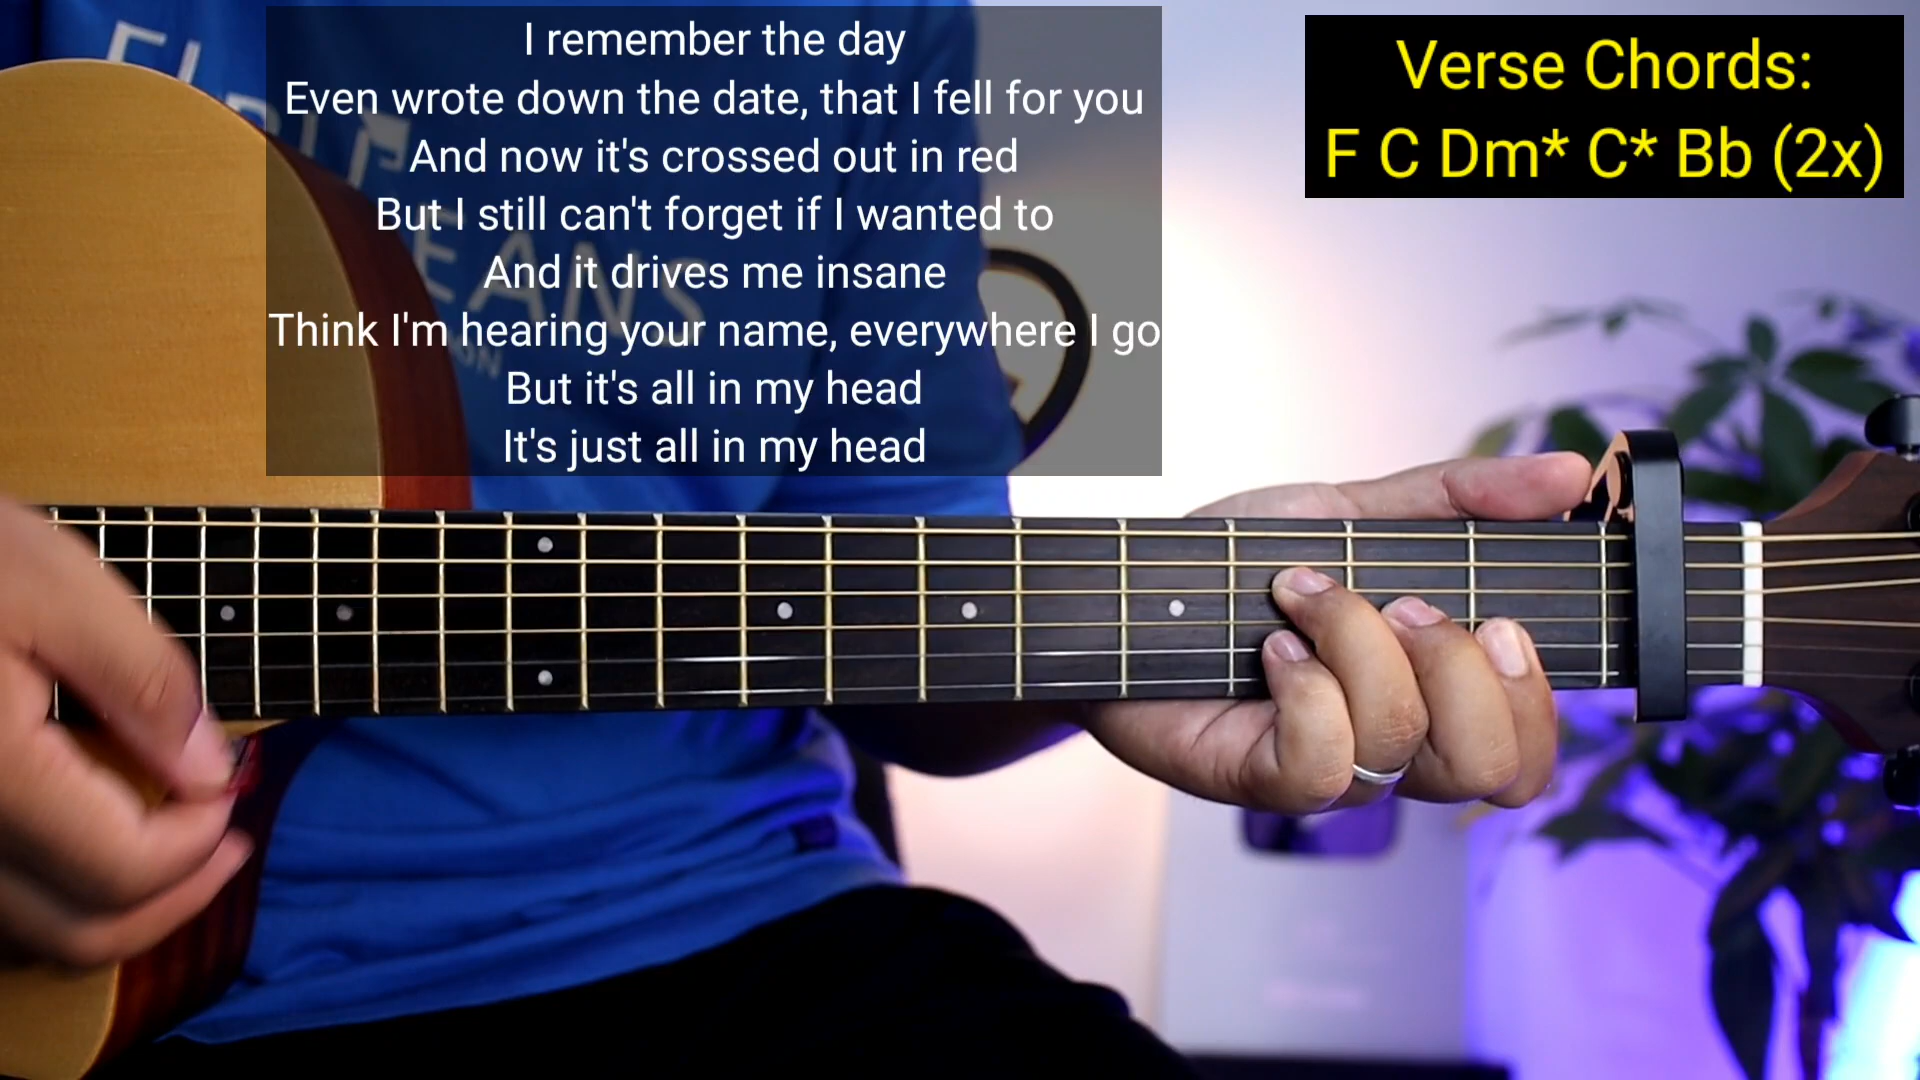 I remember the day
Even wrote down the date, that I fell for you
And now it's crossed out in red
But I still can't forget if I wanted to
And it drives me insane
Think I'm hearing your name, everywhere I go
But it's all in my head
It's just all in my head
Verse Chords:
F C Dm* C* Bb (2x)